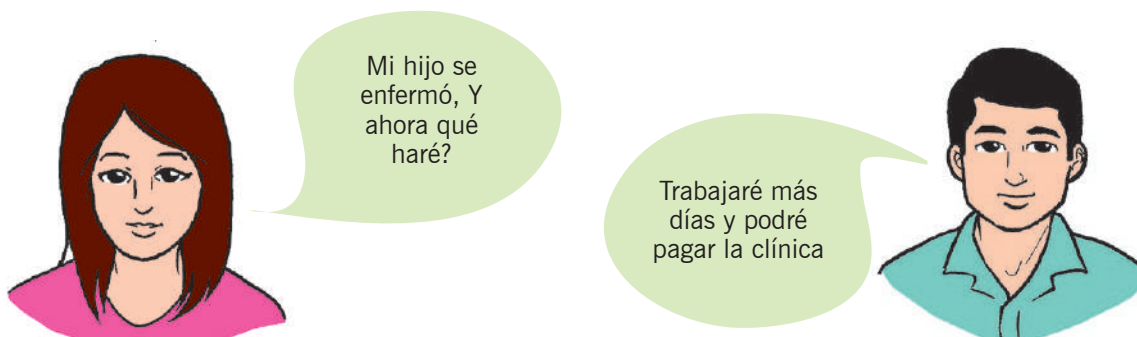 Mi hijo se
enfermó, Y
ahora qué
haré?
Trabajaré más
días y podré
pagar la clínica